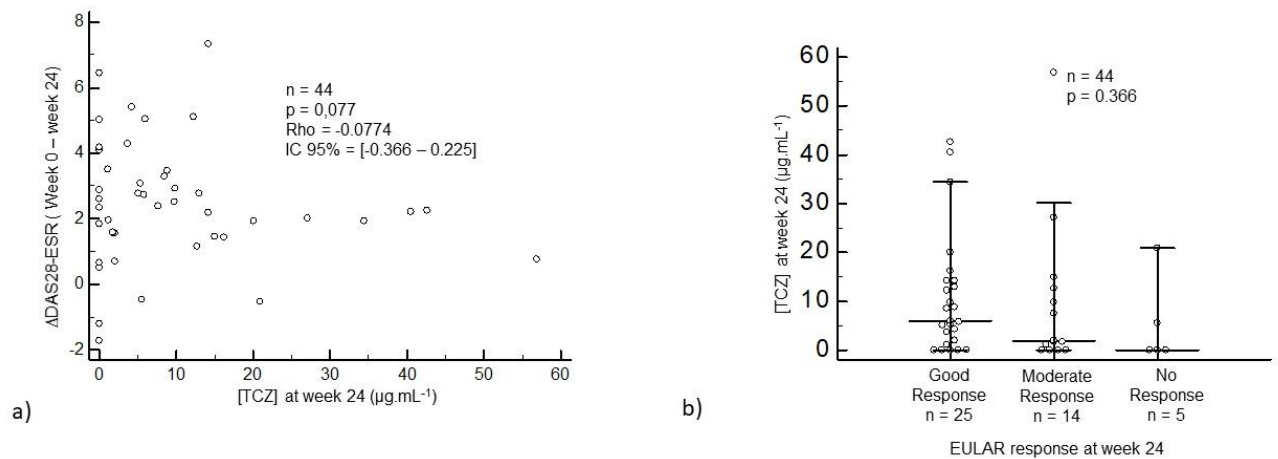 8
6
4
2
0
-2
ΔDAS28-ESR ( Week 0 – week 24)
n = 44
p = 0,077
Rho = -0.0774
IC 95% = [-0.366 – 0.225]
0 10 20 30 40 50 60
[TCZ] at week 24 (µg.mL-1)
a)
60
50
40
30
20
10
0
[TCZ] at week 24 (µg.mL-1)
n = 44
p = 0.366
Good Response n = 25
Moderate Response n = 14
No Response n = 5
EULAR response at week 24
b)